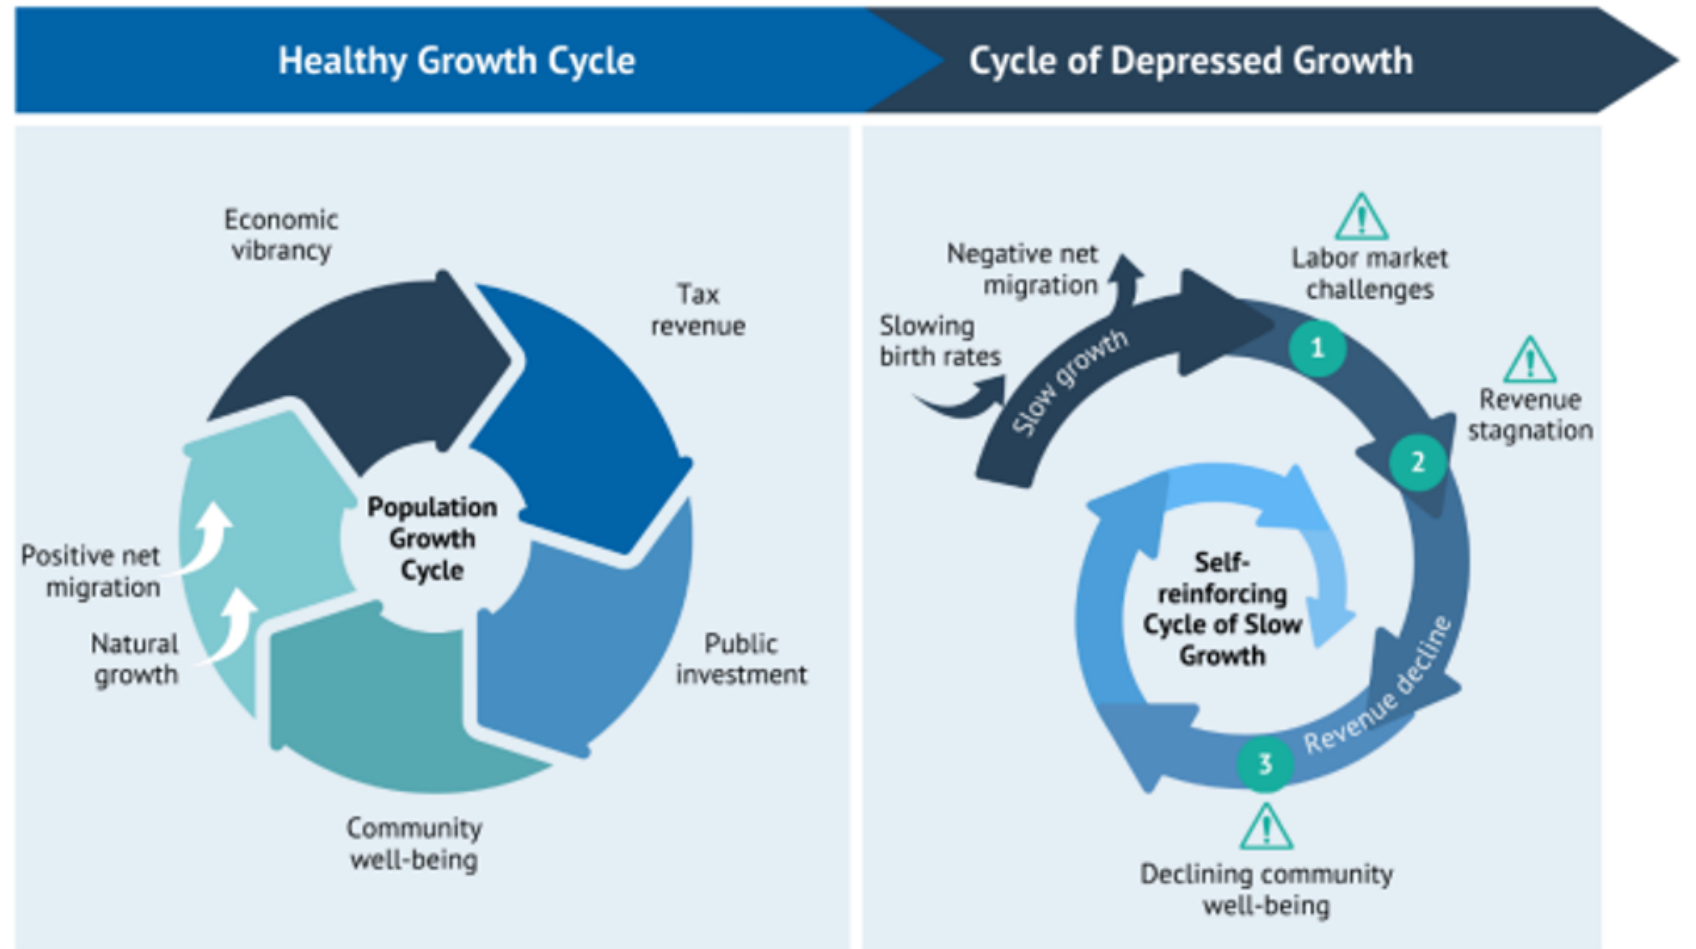 Healthy Growth Cycle
Cycle of Depressed Growth
Economic
vibrancy
Tax
revenue
Positive net
migration
Natural
growth
Population
Growth
Cycle
Public
investment
Community
well-being
Negative net
migration
Slowing
birth rates
Slow growth
Labor market
challenges
1
Revenue
stagnation
2
Self-
reinforcing
Cycle of Slow
Growth
Revenue decline
3
Declining community
well-being